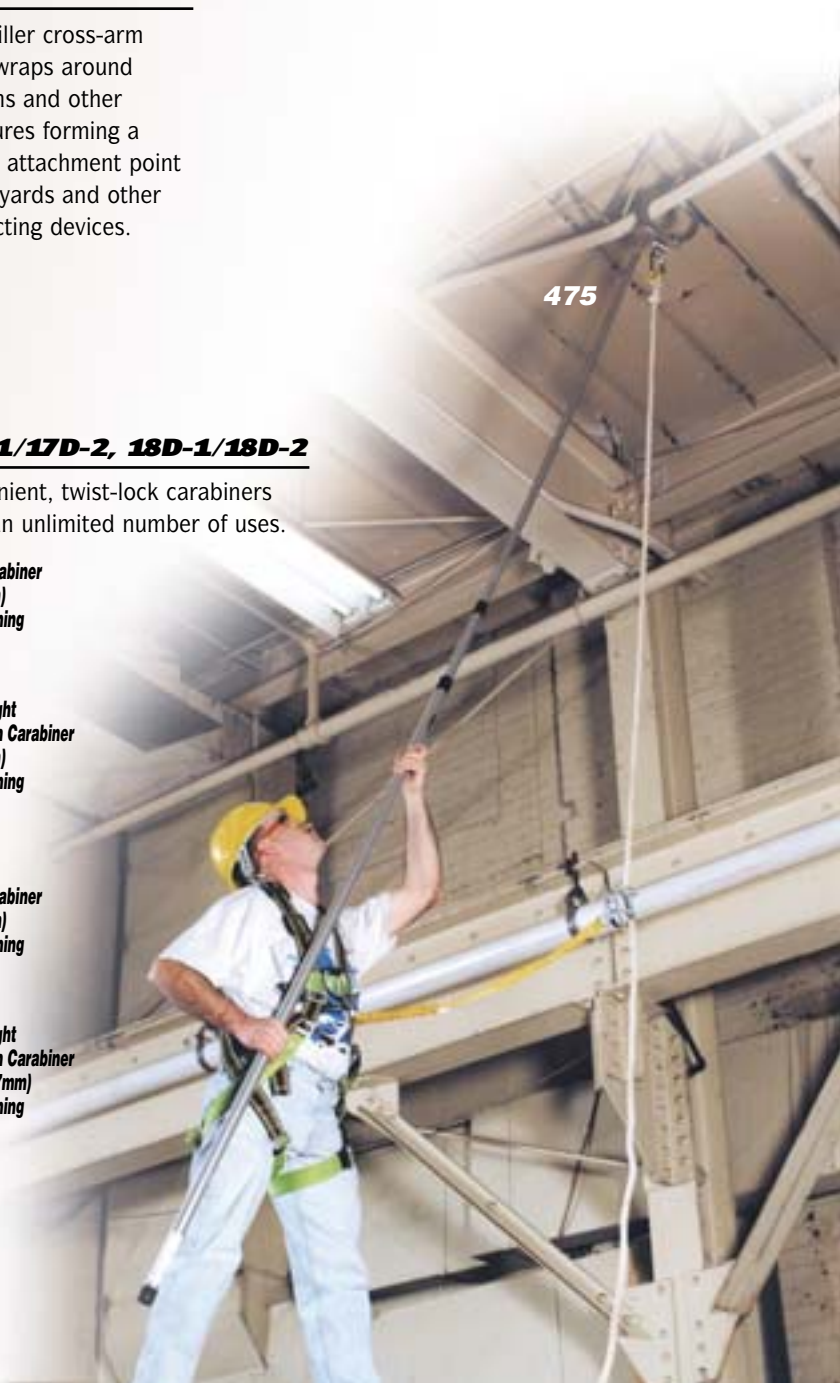 iller cross-arm
wraps around
ns and other
ures forming a
attachment point
yards and other
cting devices.
475
1/17D-2, 18D-1/18D-2
nient, twist-lock carabiners
an unlimited number of uses.
abiner
)
ning
ght
n Carabiner
)
ning
abiner
)
ning
ght
n Carabiner
7mm)
ning